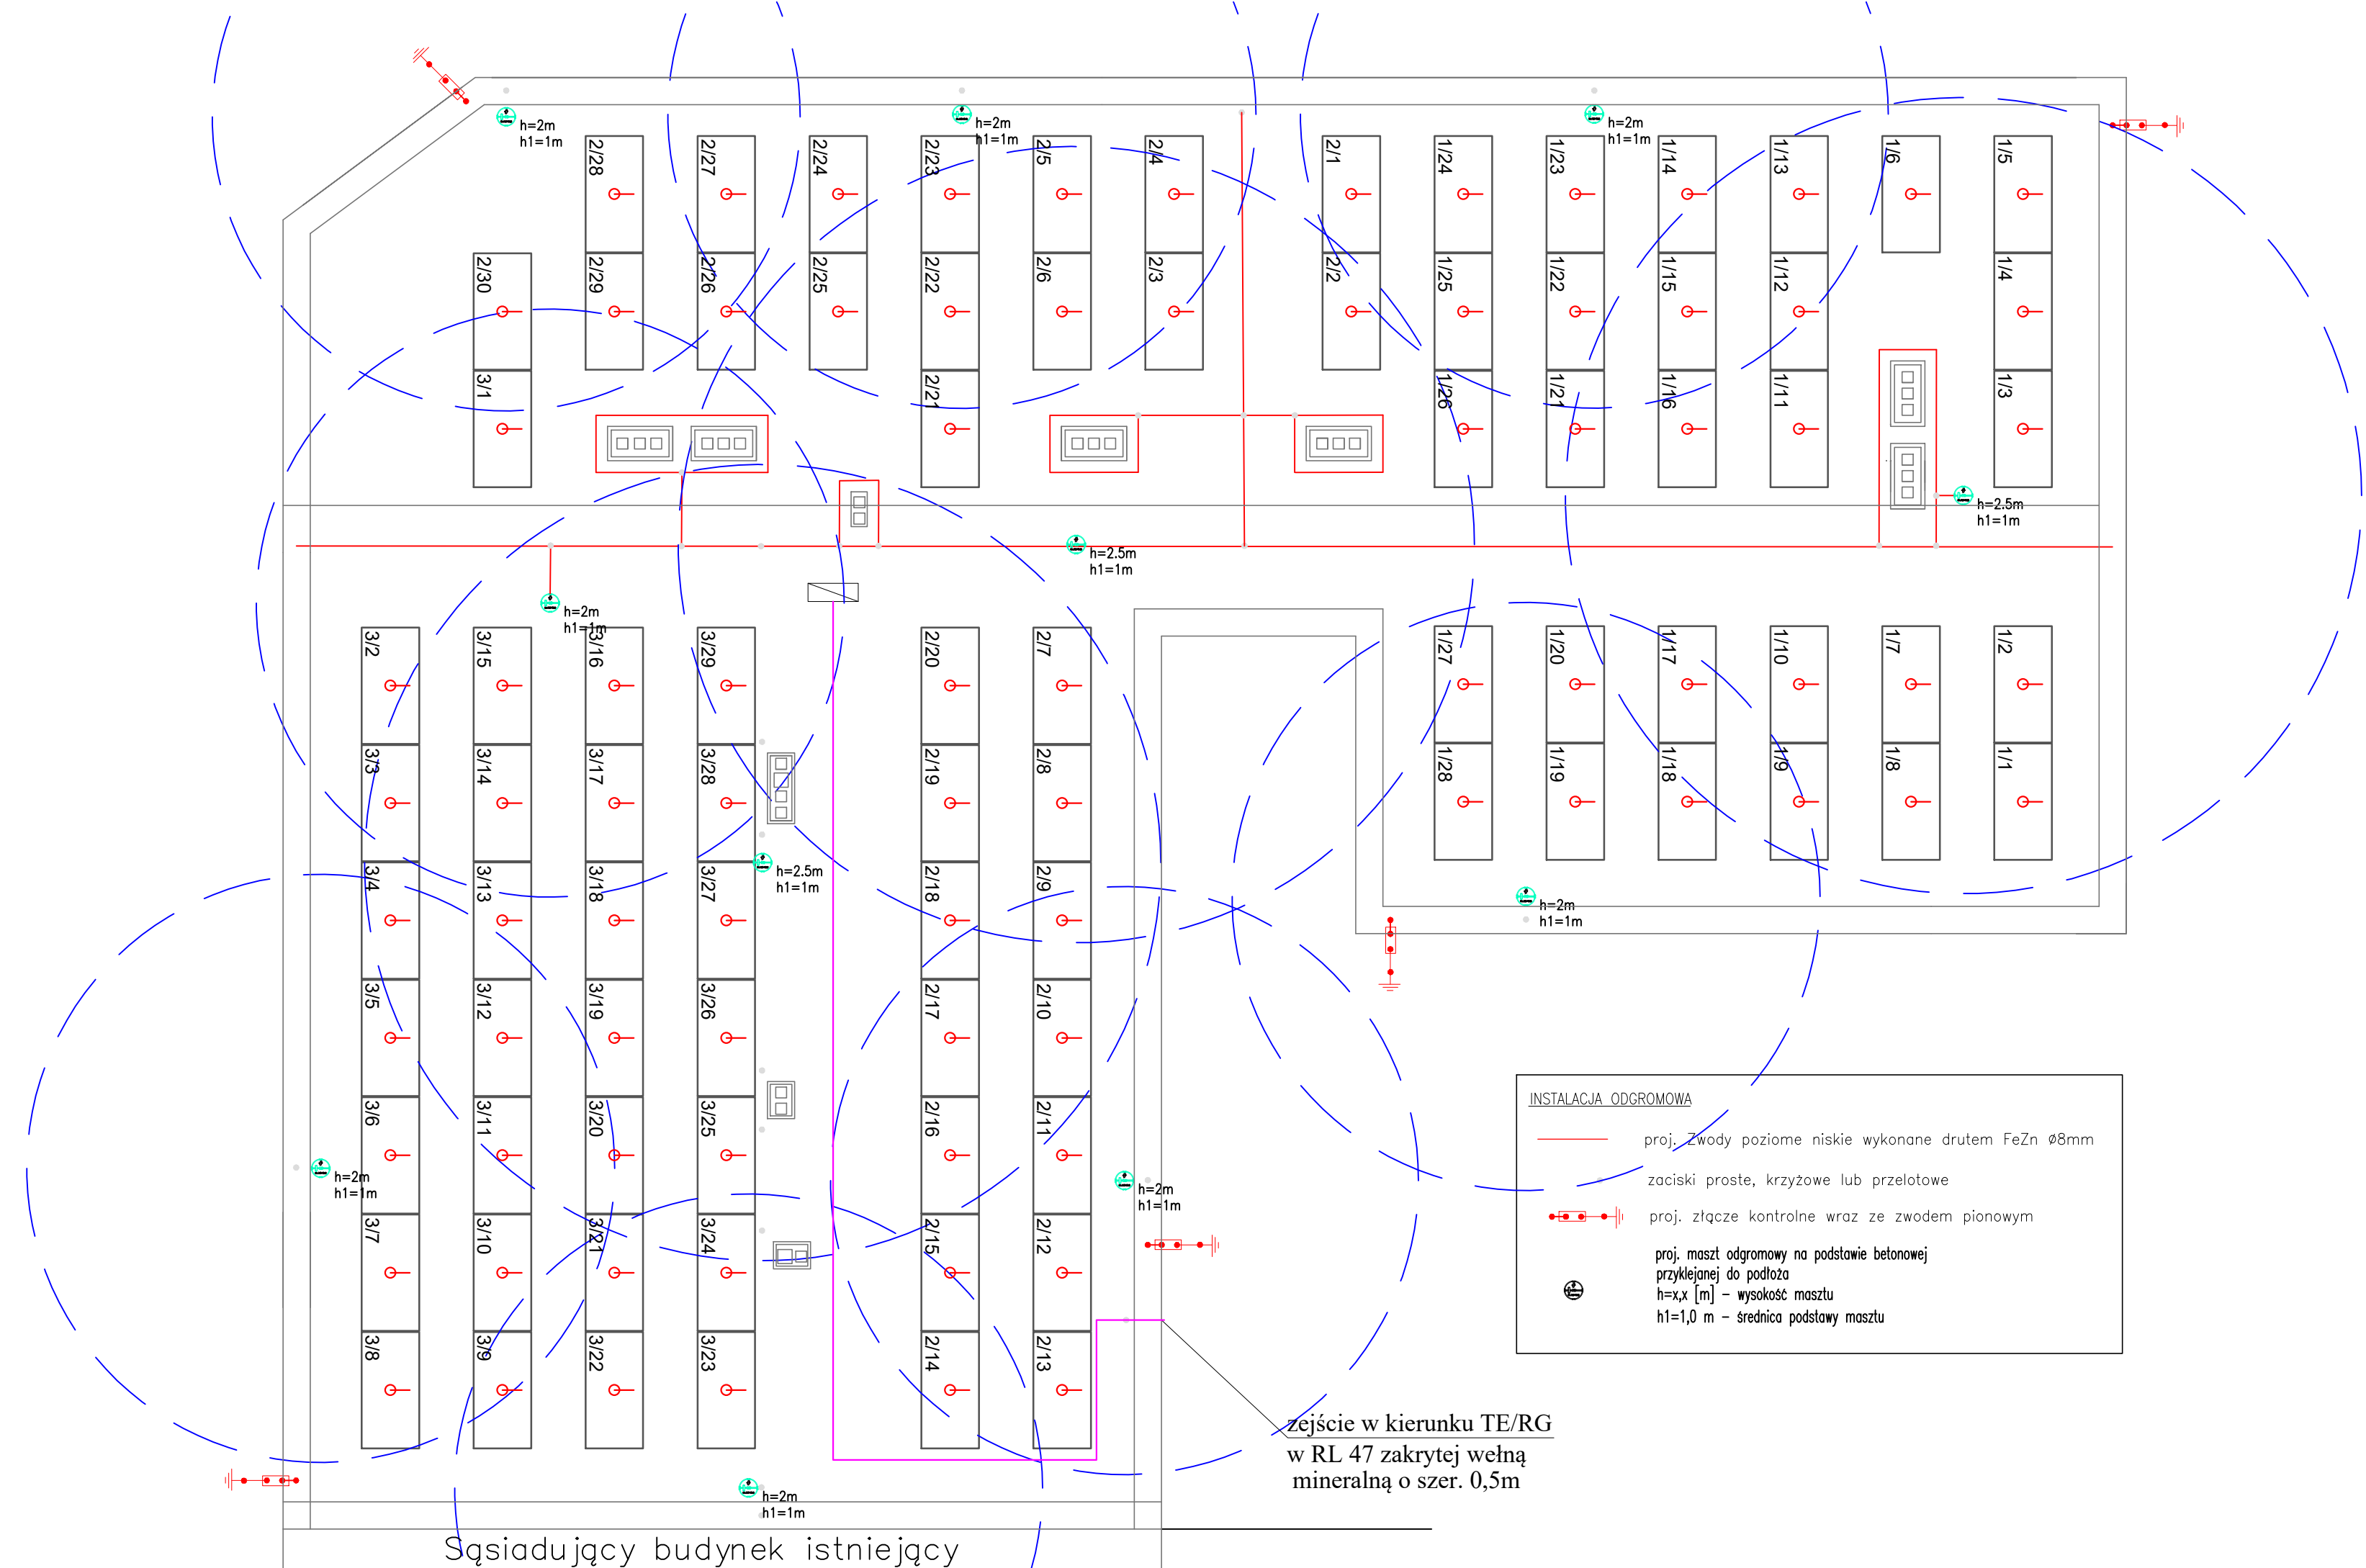 h=2m
h1=1m
h=2m
h1=1m
h=2m
h1=1m
2/28
2/27
2/24
2/23
2/5
2/4
2/1
1/24
1/23
1/14
1/13
1/6
1/5
2/30
2/29
2/26
2/25
2/22
2/6
2/3
2/2
1/25
1/22
1/15
1/12
1/4
3/1
2/21
1/26
1/21
1/16
1/11
1/3
h=2.5m
h1=1m
h=2.5m
h1=1m
h=2m
h1=1m
3/2
3/15
3/16
3/29
2/20
2/7
1/27
1/20
1/17
1/10
1/7
1/2
3/3
3/14
3/17
3/28
2/19
2/8
1/28
1/19
1/18
1/9
1/8
1/1
h=2.5m
h1=1m
3/4
3/13
3/18
3/27
2/18
2/9
h=2m
h1=1m
3/5
3/12
3/19
3/26
2/17
2/10
3/6
3/11
3/20
3/25
2/16
2/11
h=2m
h1=1m
h=2m
h1=1m
3/7
3/10
3/21
3/24
2/15
2/12
3/8
3/9
3/22
3/23
2/14
2/13
h=2m
h1=1m
INSTALACJA ODGROMOWA
proj. Zwody poziome niskie wykonane drutem FeZn Ø8mm
zaciski proste, krzyżowe lub przelotowe
proj. złącze kontrolne wraz ze zwodem pionowym
proj. maszt odgromowy na podstawie betonowej
przyklejanej do podłoża
h=x,x [m] – wysokość masztu
h1=1,0 m – średnica podstawy masztu
zejście w kierunku TE/RG
w RL 47 zakrytej wełną
mineralną o szer. 0,5m
Sąsiadujący budynek istniejący